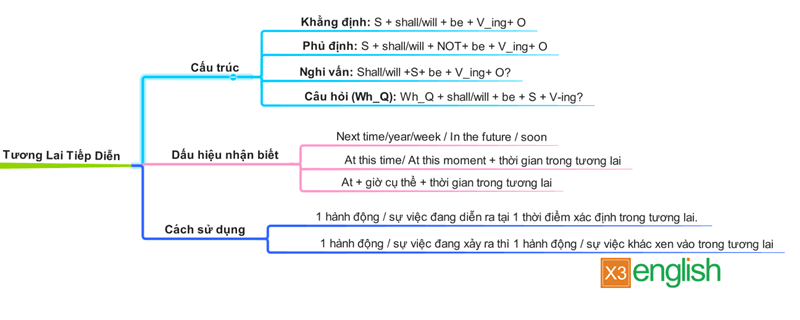 Tương Lai Tiếp Diễn
Cấu trúc
Khẳng định: S + shall/will + be + V_ing+ O
Phủ định: S + shall/will + NOT+ be + V_ing+ O
Nghi vấn: Shall/will +S+ be + V_ing+ O?
Câu hỏi (Wh_Q): Wh_Q + shall/will + be + S + V-ing?
Dấu hiệu nhận biết
Next time/year/week / In the future / soon
At this time/ At this moment + thời gian trong tương lai
At + giờ cụ thể + thời gian trong tương lai
Cách sử dụng
1 hành động / sự việc đang diễn ra tại 1 thời điểm xác định trong tương lai.
1 hành động / sự việc đang xảy ra thì 1 hành động / sự việc khác xen vào trong tương lai
X3 english